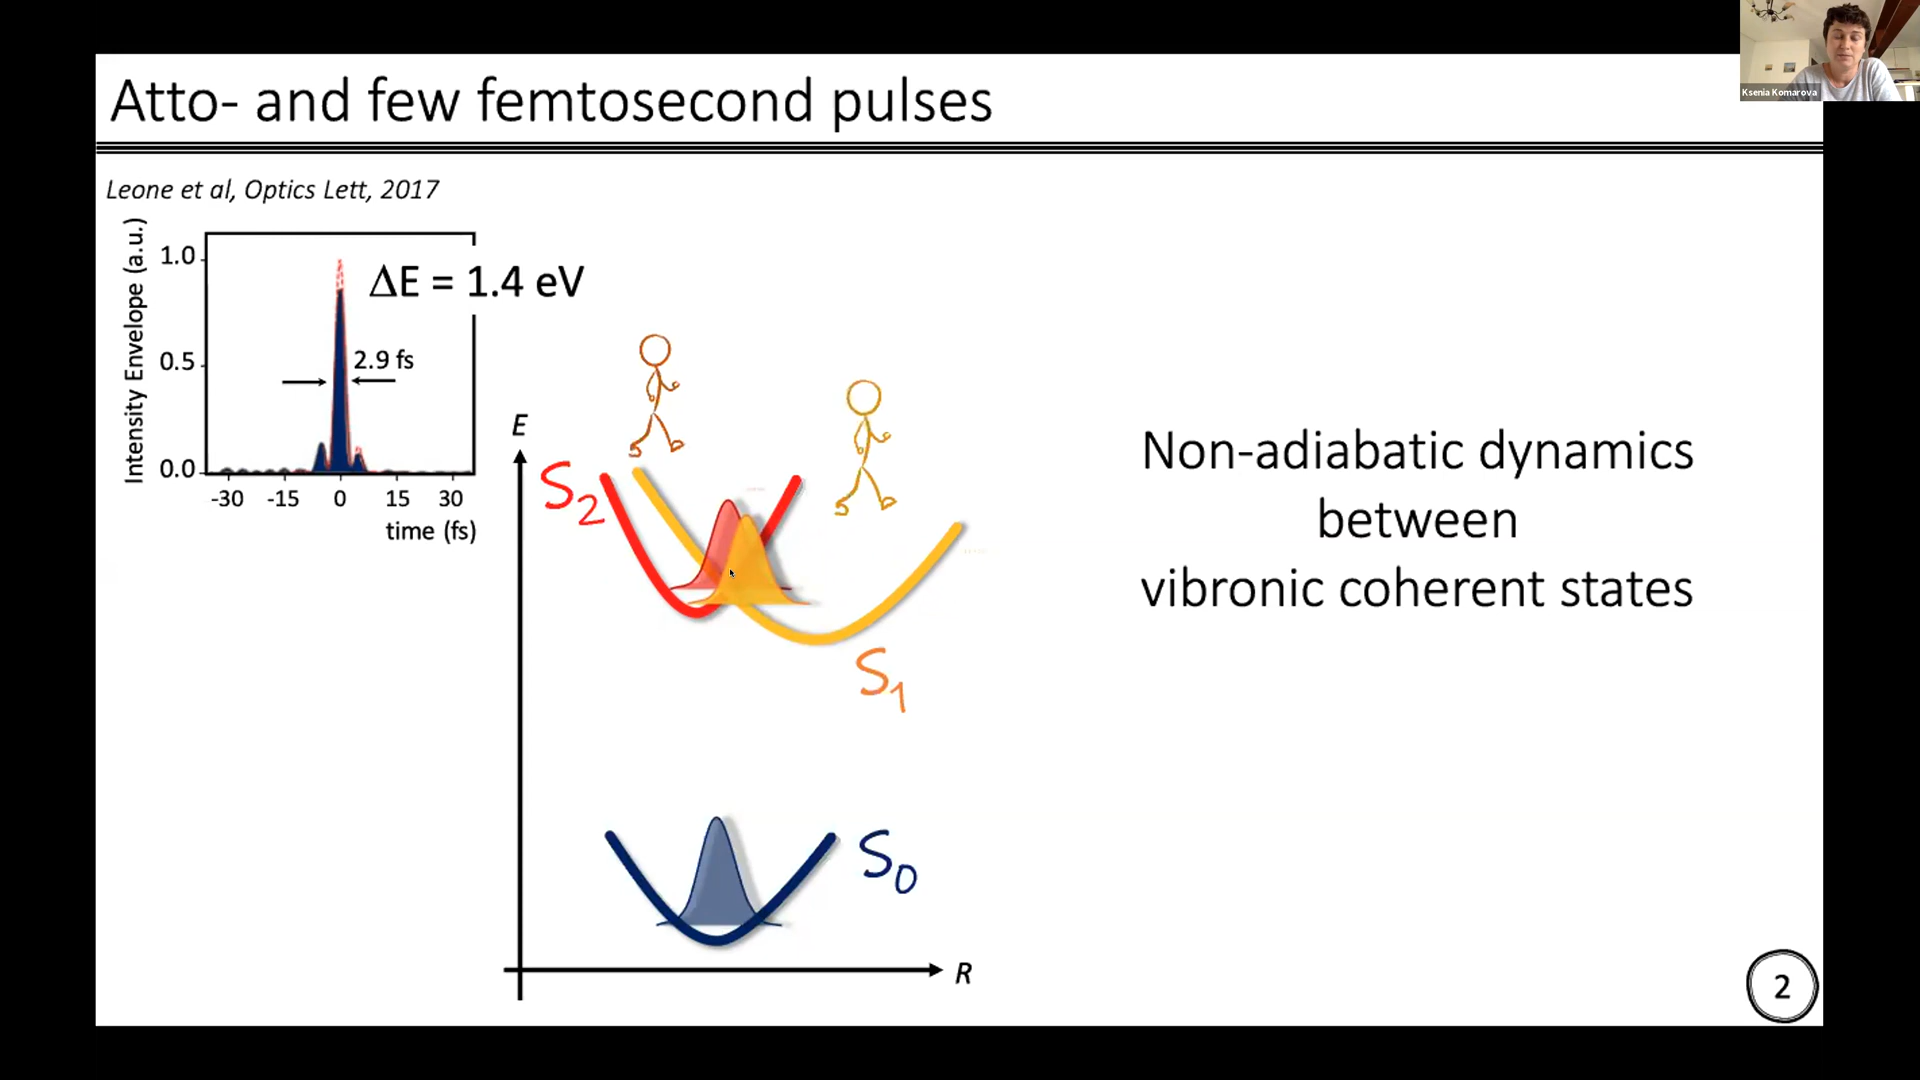 Atto- and few femtosecond pulses
Ksenia Komarova
Leone et al, Optics Lett, 2017
Intensity Envelope (a.u.)
1.0
0.5
0.0
ΔE = 1.4 eV
2.9 fs
-30 -15 0 15 30
time (fs)
E
S2
S1
S0
R
Non-adiabatic dynamics
between
vibronic coherent states
2